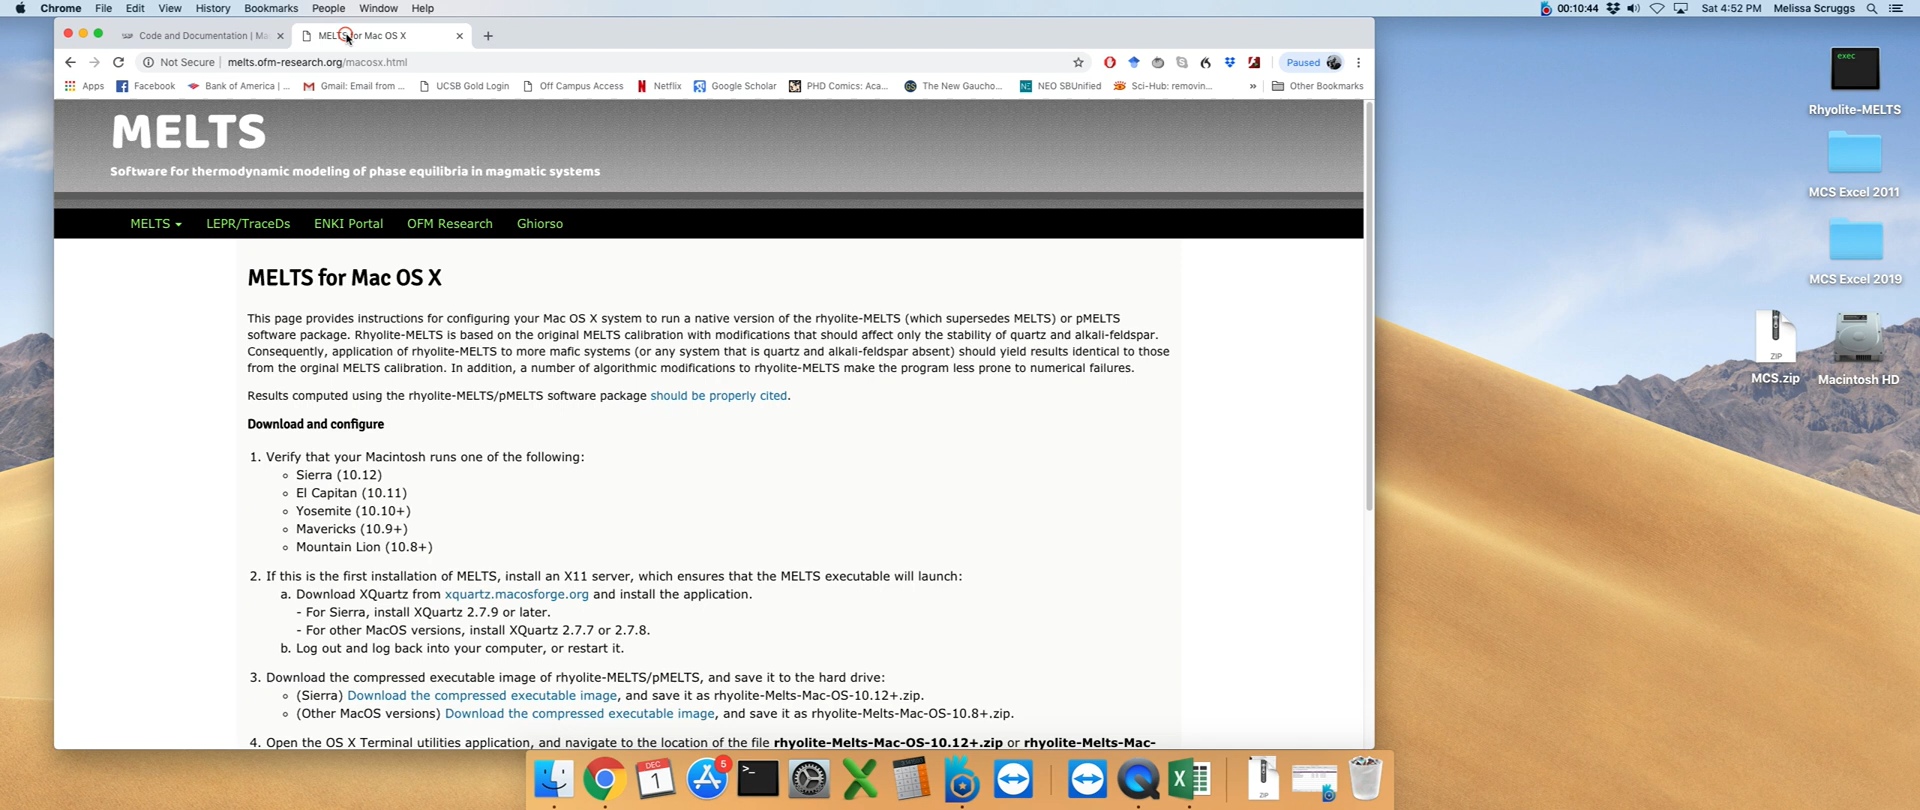 Chrome File Edit View History Bookmarks People Window Help 00:10:44 Sat 4:52 PM Melissa Scruggs
Code and Documentation | Ma
MELTS for Mac OS X
Not Secure | melts.ofm-research.org/macosx.html Paused
Apps Facebook Bank of America | ... Gmail: Email from ... UCSB Gold Login Off Campus Access Netflix Google Scholar PHD Comics: Aca... The New Gaucho... NEO SBUnified Sci-Hub: removin... » Other Bookmarks
MELTS
Software for thermodynamic modeling of phase equilibria in magmatic systems
MELTS LEPR/TraceDs ENKI Portal OFM Research Ghiorso
MELTS for Mac OS X
This page provides instructions for configuring your Mac OS X system to run a native version of the rhyolite-MELTS (which supersedes MELTS) or pMELTS
software package. Rhyolite-MELTS is based on the original MELTS calibration with modifications that should affect only the stability of quartz and alkali-feldspar.
Consequently, application of rhyolite-MELTS to more mafic systems (or any system that is quartz and alkali-feldspar absent) should yield results identical to those
from the orginal MELTS calibration. In addition, a number of algorithmic modifications to rhyolite-MELTS make the program less prone to numerical failures.
Results computed using the rhyolite-MELTS/pMELTS software package should be properly cited.
Download and configure
1. Verify that your Macintosh runs one of the following:
Sierra (10.12)
El Capitan (10.11)
Yosemite (10.10+)
Mavericks (10.9+)
Mountain Lion (10.8+)
2. If this is the first installation of MELTS, install an X11 server, which ensures that the MELTS executable will launch:
a. Download XQuartz from xquartz.macosforge.org and install the application.
- For Sierra, install XQuartz 2.7.9 or later.
- For other MacOS versions, install XQuartz 2.7.7 or 2.7.8.
b. Log out and log back into your computer, or restart it.
3. Download the compressed executable image of rhyolite-MELTS/pMELTS, and save it to the hard drive:
(Sierra) Download the compressed executable image, and save it as rhyolite-Melts-Mac-OS-10.12+.zip.
(Other MacOS versions) Download the compressed executable image, and save it as rhyolite-Melts-Mac-OS-10.8+.zip.
4. Open the OS X Terminal utilities application, and navigate to the location of the file rhyolite-Melts-Mac-OS-10.12+.zip or rhyolite-Melts-Mac-
exec
Rhyolite-MELTS
MCS Excel 2011
MCS Excel 2019
ZIP
MCS.zip
Macintosh HD
DEC
1
5
>_
ZIP